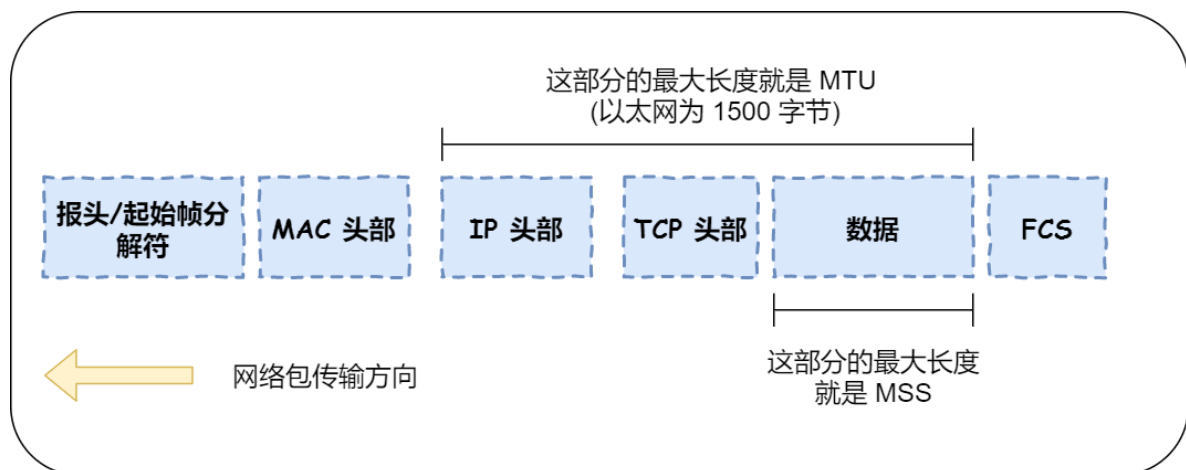 这部分的最大长度就是 MTU
(以太网为 1500 字节)
报头/起始帧分
解符
MAC 头部
IP 头部
TCP 头部
数据
FCS
网络包传输方向
这部分的最大长度
就是 MSS